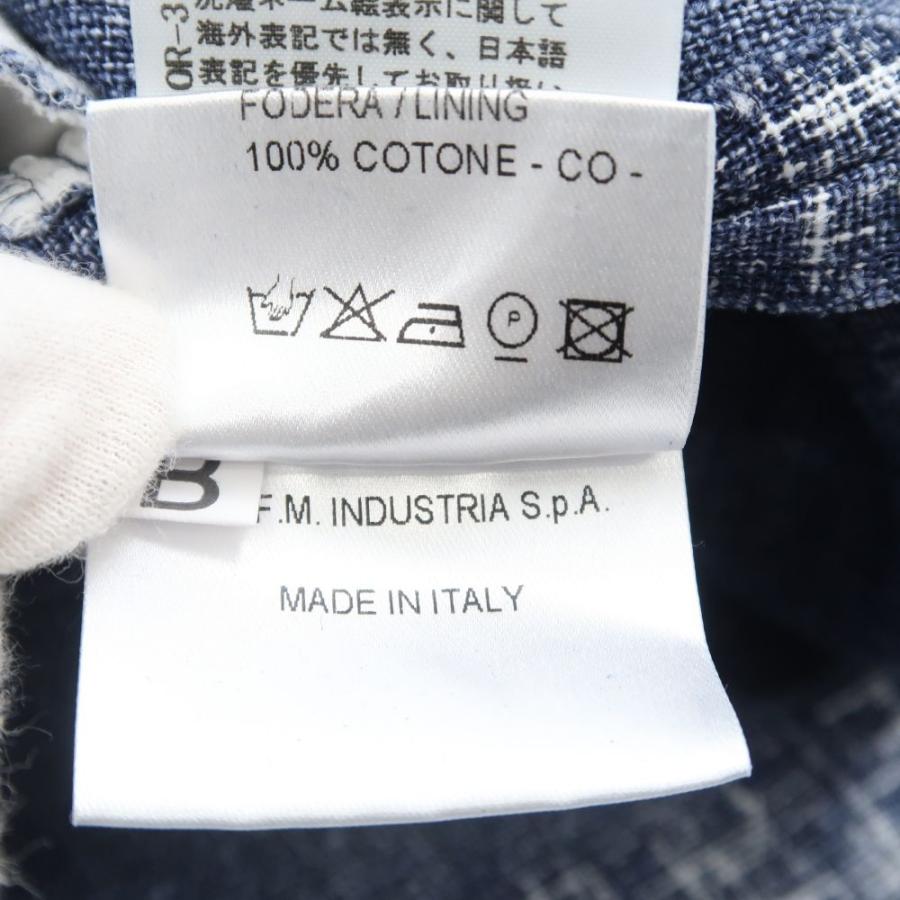 洗濯ネーム絵表示に関して
海外表記では無く、日本語
表記を優先してお取り扱い
OR-3
FODERA / LINING
100% COTONE - CO -
P
B
F.M. INDUSTRIA S.p.A.
MADE IN ITALY